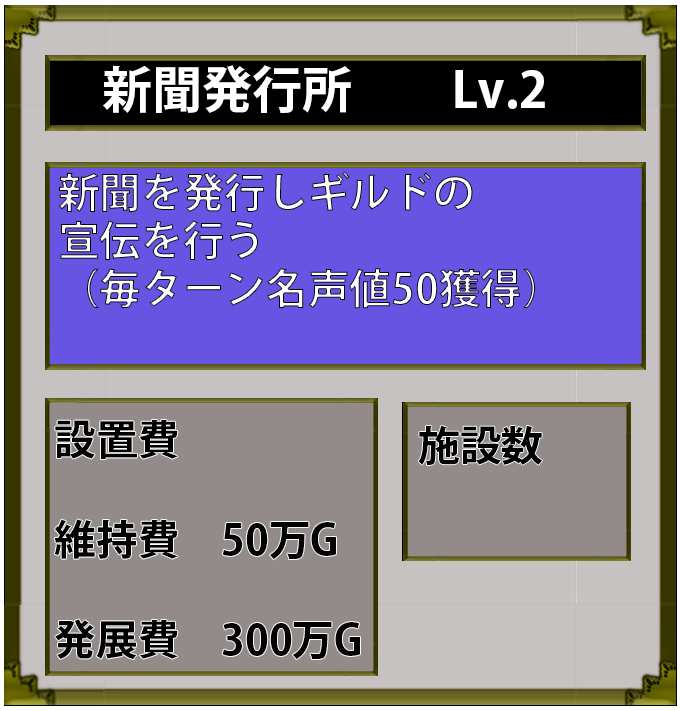 新聞発行所　Lv.2
新聞を発行しギルドの
宣伝を行う
（毎ターン名声値50獲得）
設置費
維持費　50万G
発展費　300万G
施設数